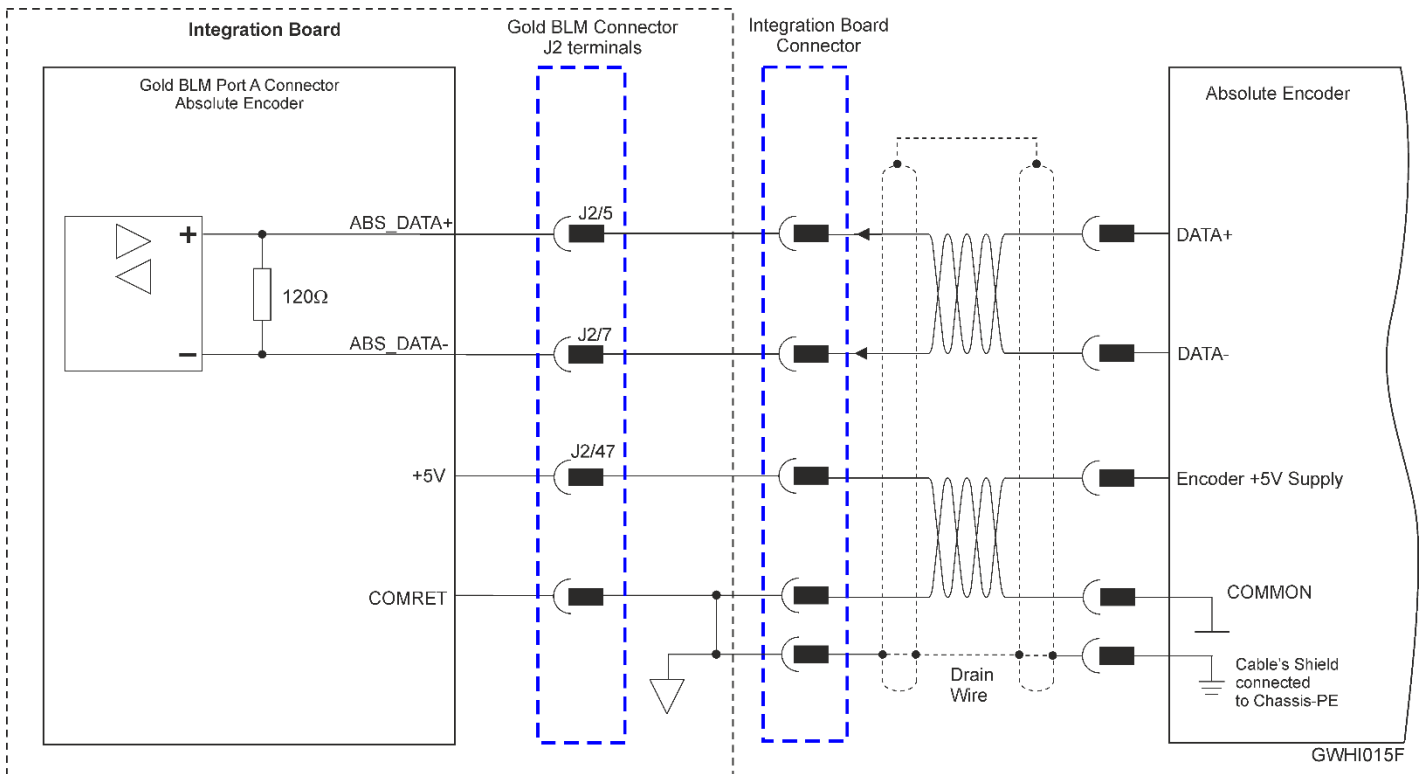 Integration Board
Gold BLM Connector
J2 terminals
Integration Board
Connector
Gold BLM Port A Connector
Absolute Encoder
Absolute Encoder
+
ABS_DATA+
J2/5
DATA+
120Ω
−
ABS_DATA-
J2/7
DATA-
+5V
J2/47
Encoder +5V Supply
COMRET
COMMON
Drain
Wire
Cable's Shield
connected
to Chassis-PE
GWHI015F